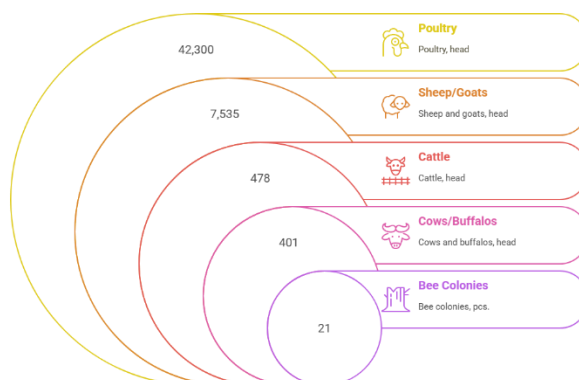 42,300
Poultry
Poultry, head
7,535
Sheep/Goats
Sheep and goats, head
478
Cattle
Cattle, head
401
Cows/Buffalos
Cows and buffalos, head
21
Bee Colonies
Bee colonies, pcs.